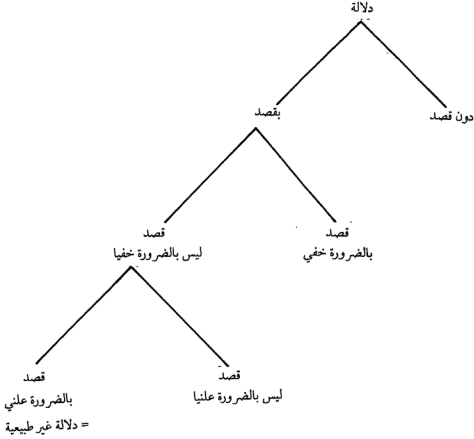 دلالة
دون قصد
بقصد
قصد
بالضرورة خفي
قصد
ليس بالضرورة خفيا
قصد
ليس بالضرورة علنيا
قصد
بالضرورة علني
= دلالة غير طبيعية